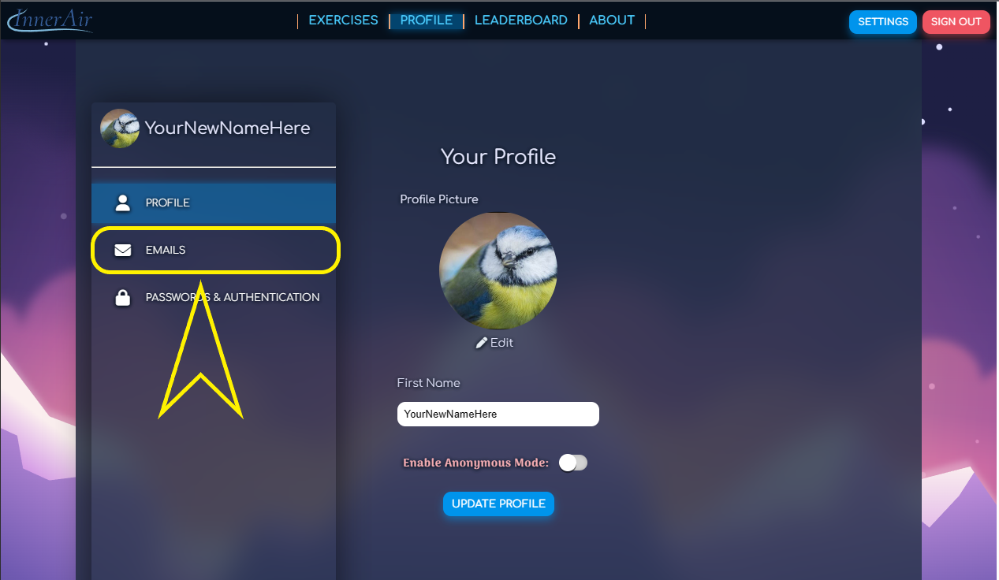 InnerAir
EXERCISES
PROFILE
LEADERBOARD
ABOUT
SETTINGS
SIGN OUT
YourNewNameHere
PROFILE
EMAILS
PASSWORDS & AUTHENTICATION
Your Profile
Profile Picture
Edit
First Name
YourNewNameHere
Enable Anonymous Mode:
UPDATE PROFILE